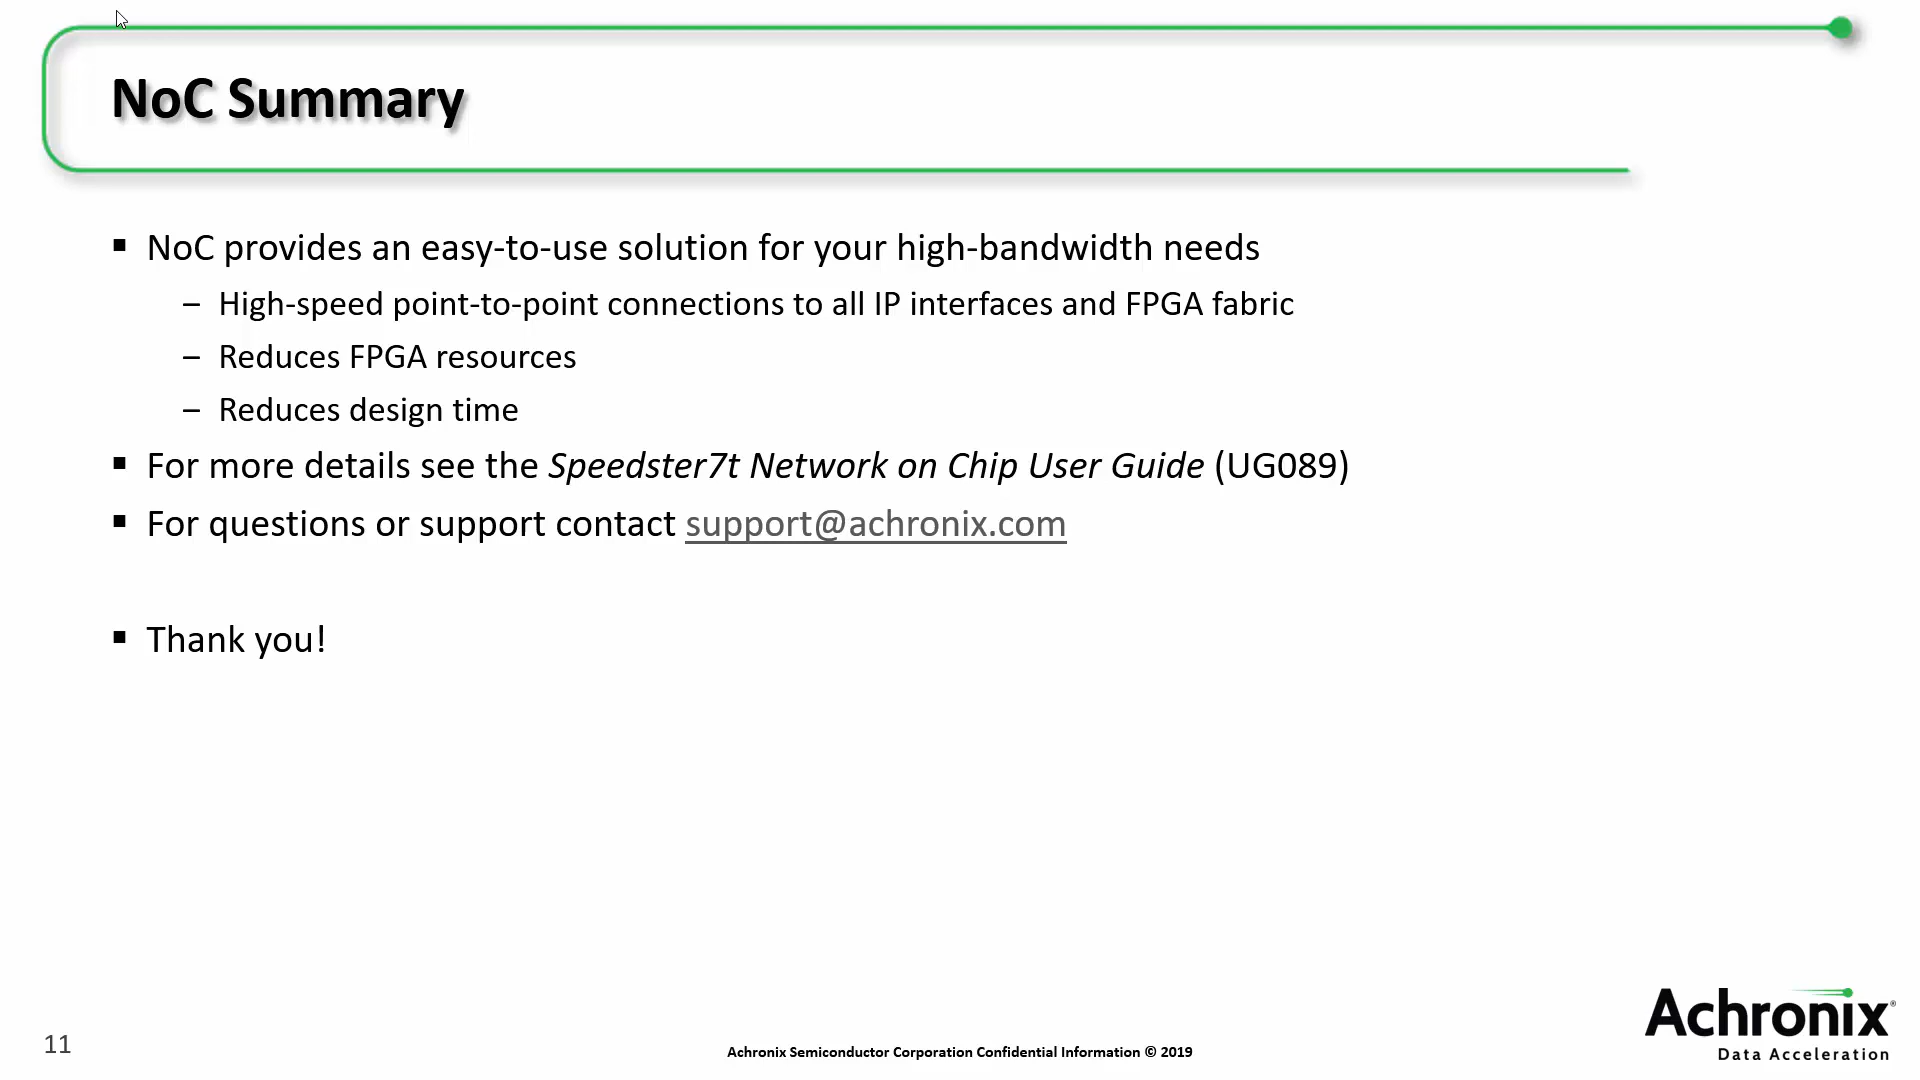 NoC Summary
▪ NoC provides an easy-to-use solution for your high-bandwidth needs
– High-speed point-to-point connections to all IP interfaces and FPGA fabric
– Reduces FPGA resources
– Reduces design time
▪ For more details see the Speedster7t Network on Chip User Guide (UG089)
▪ For questions or support contact support@achronix.com
▪ Thank you!
11
Achronix Semiconductor Corporation Confidential Information © 2019
Achronix®
Data Acceleration